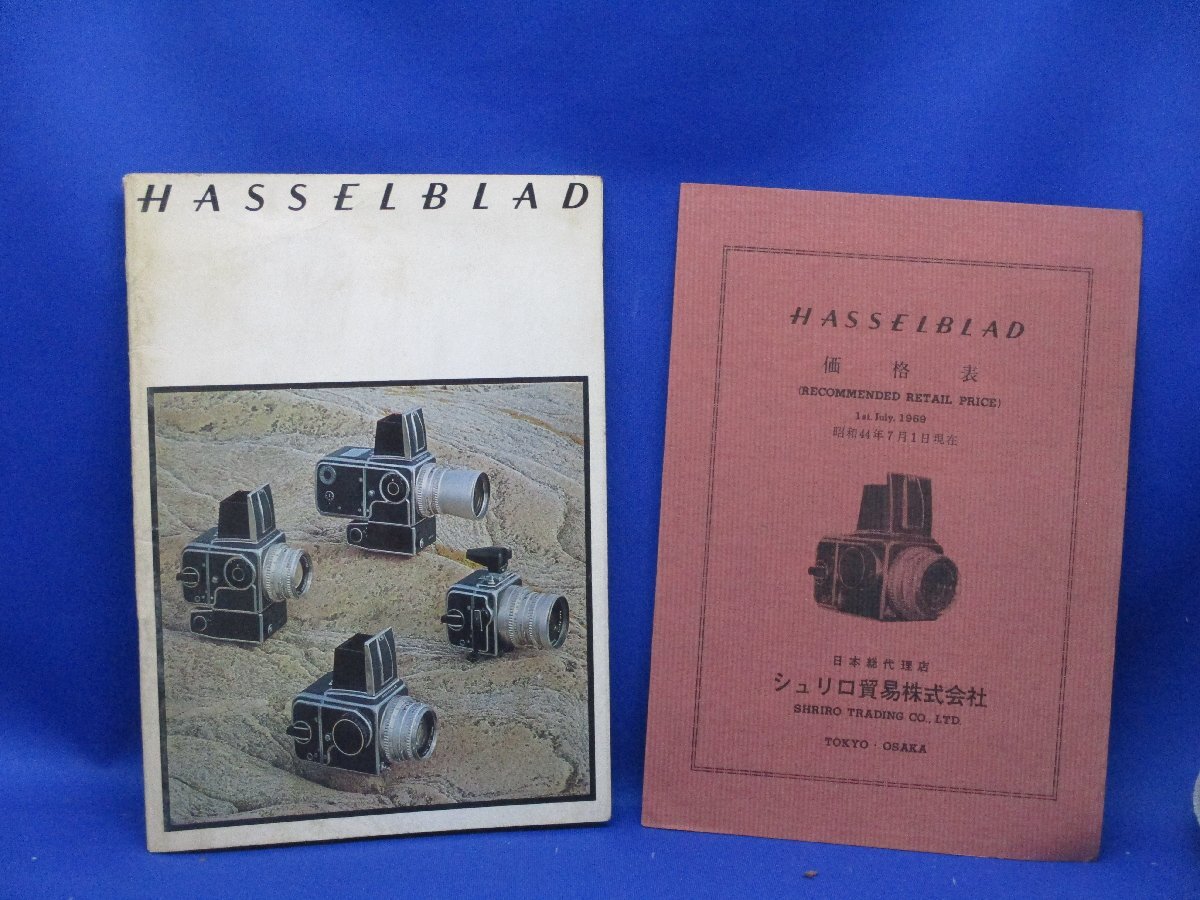 HASSELBLAD
HASSELBLAD
価格表
(RECOMMENDED RETAIL PRICE)
1st. July. 1969
昭和44年7月1日現在
日本総代理店
シュリロ貿易株式会社
SHRIRO TRADING CO., LTD.
TOKYO · OSAKA